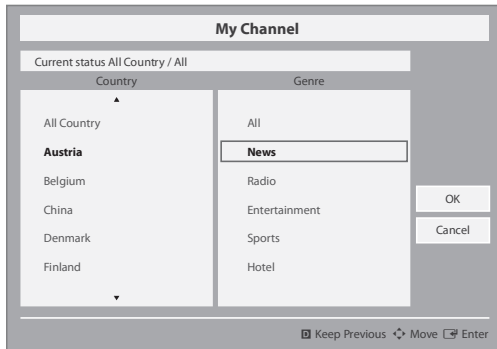 My Channel
Current status All Country / All
Country
Genre
All Country
Austria
Belgium
China
Denmark
Finland
All
News
Radio
Entertainment
Sports
Hotel
OK
Cancel
D Keep Previous Move Enter